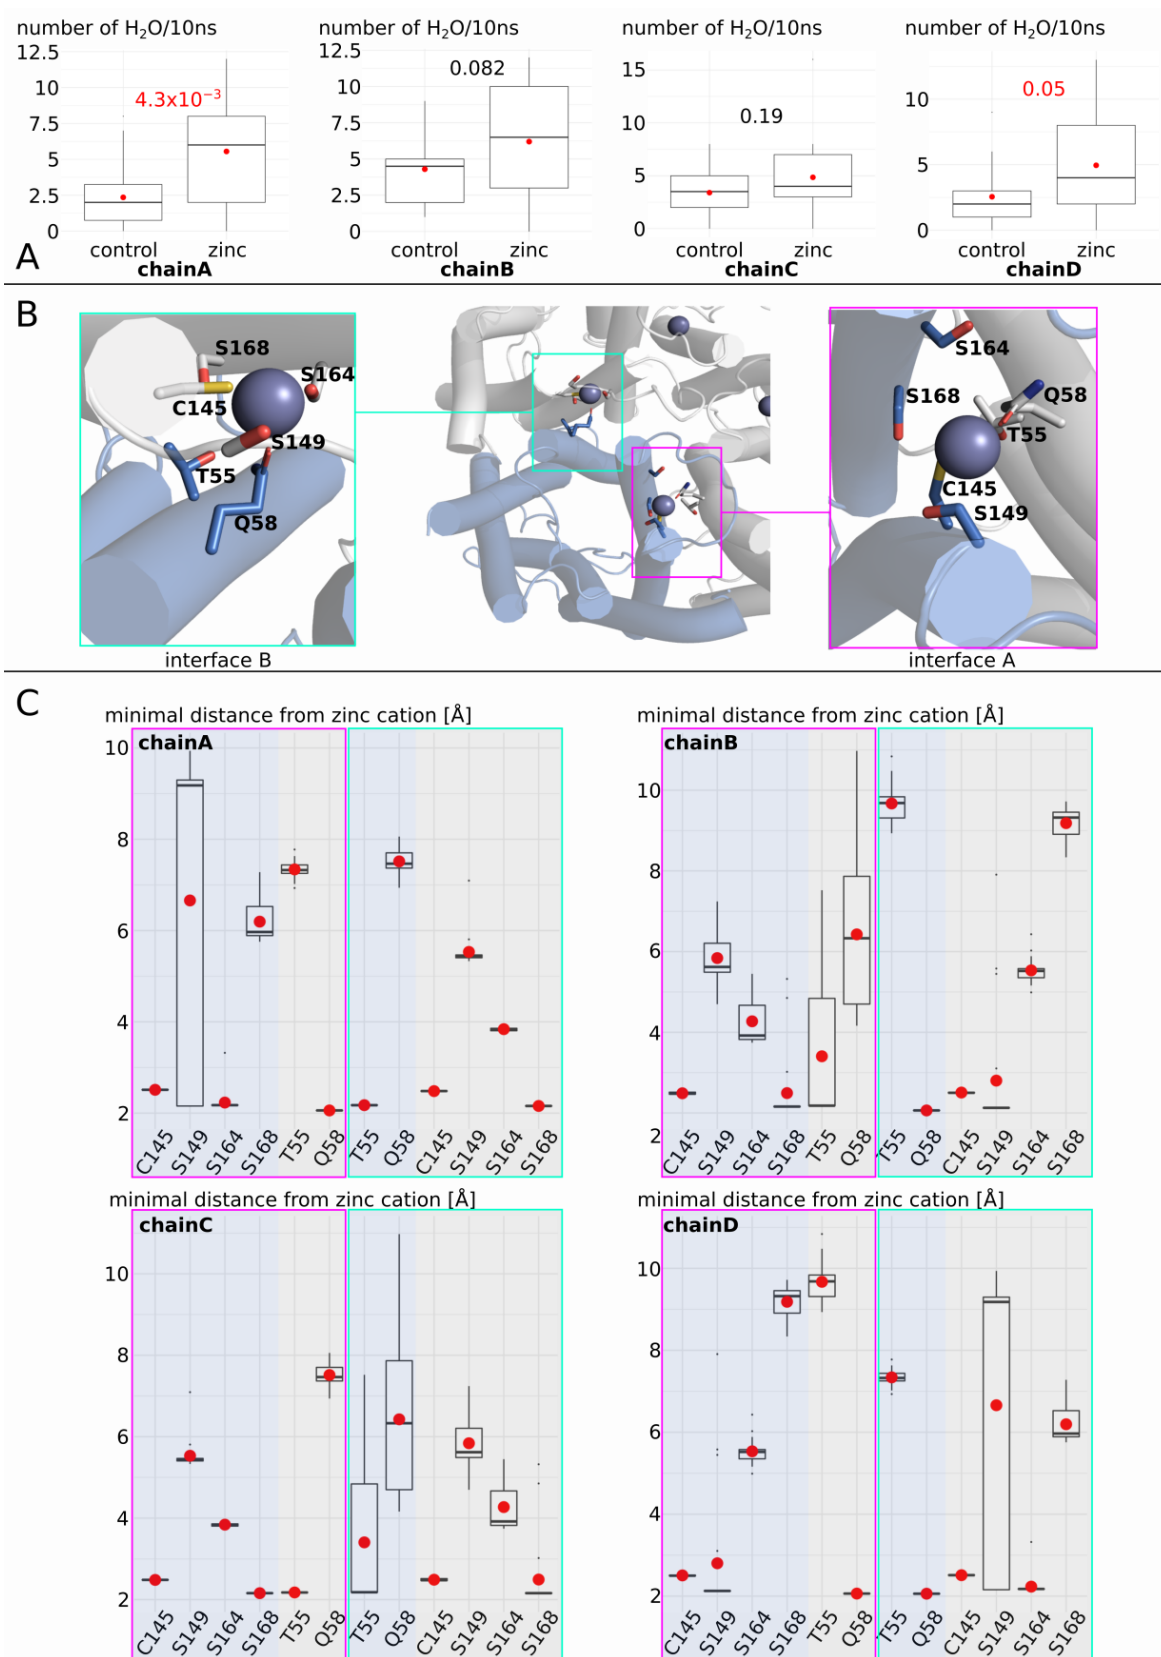 number of H₂O/10ns number of H₂O/10ns number of H₂O/10ns number of H₂O/10ns
12.5 10 7.5 5 2.5 0
4.3x10⁻³
control zinc
chainA
12.5 10 7.5 5 2.5 0
0.082
control zinc
chainB
15 10 5 0
0.19
control zinc
chainC
10 5 0
0.05
control zinc
chainD
A
B
S168
S164
C145
S149
T55
Q58
interface B
S164
S168
Q58
T55
C145
S149
interface A
C
minimal distance from zinc cation [Å]
chainA
10
8
6
4
2
C145 S149 S164 S168 T55 Q58 T55 Q58 C145 S149 S164 S168
minimal distance from zinc cation [Å]
chainB
10
8
6
4
2
C145 S149 S164 S168 T55 Q58 T55 Q58 C145 S149 S164 S168
minimal distance from zinc cation [Å]
chainC
10
8
6
4
2
C145 S149 S164 S168 T55 Q58 T55 Q58 C145 S149 S164 S168
minimal distance from zinc cation [Å]
chainD
10
8
6
4
2
C145 S149 S164 S168 T55 Q58 T55 Q58 C145 S149 S164 S168